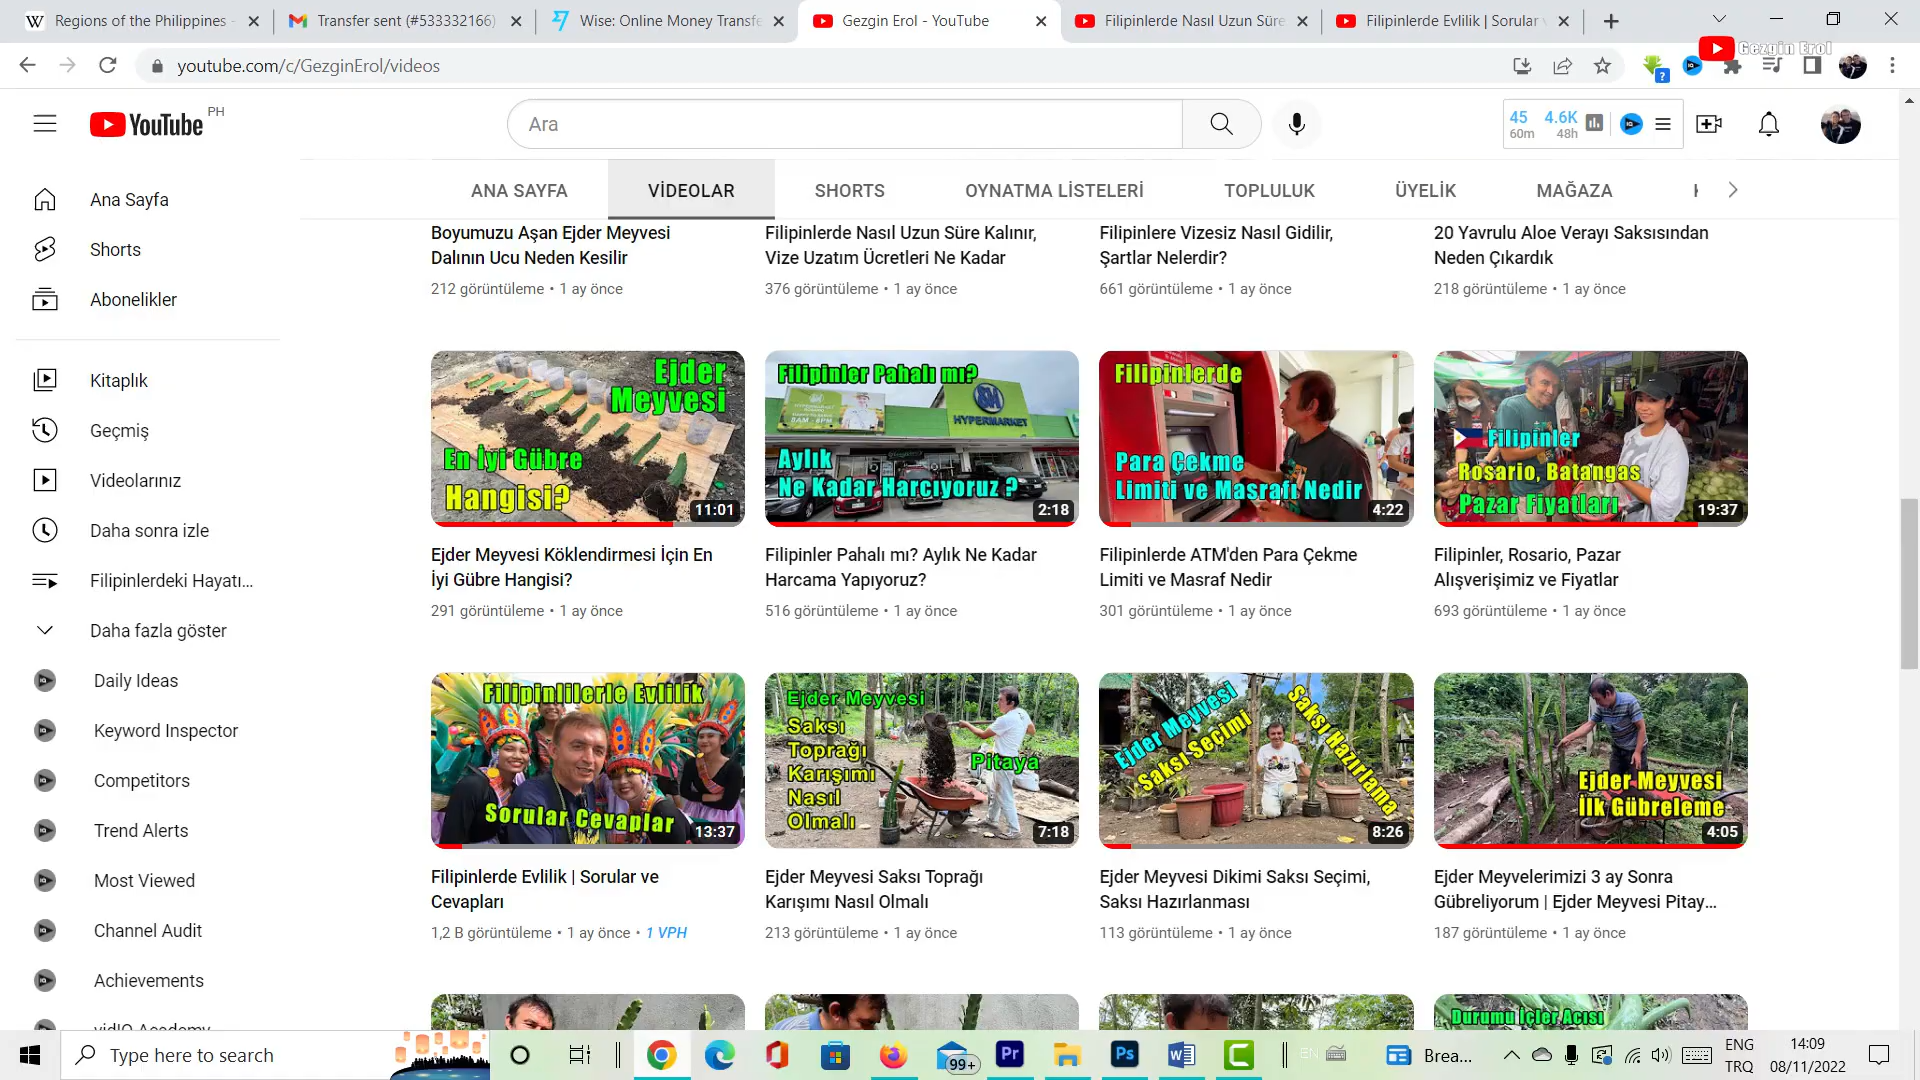 Regions of the Philippines -
Transfer sent (#533332166)
Wise: Online Money Transfe
Gezgin Erol - YouTube
Filipinlerde Nasıl Uzun Süre
Filipinlerde Evlilik | Sorular v
youtube.com/c/GezginErol/videos
Gezgin Erol
YouTube PH
Ara
45 4.6K
60m 48h
ANA SAYFA VİDEOLAR SHORTS OYNATMA LİSTELERİ TOPLULUK ÜYELİK MAĞAZA
Ana Sayfa
Shorts
Abonelikler
Kitaplık
Geçmiş
Videolarınız
Daha sonra izle
Filipinlerdeki Hayatı...
Daha fazla göster
Daily Ideas
Keyword Inspector
Competitors
Trend Alerts
Most Viewed
Channel Audit
Achievements
vidIQ Academy
Boyumuzu Aşan Ejder Meyvesi
Dalının Ucu Neden Kesilir
212 görüntüleme • 1 ay önce
Filipinlerde Nasıl Uzun Süre Kalınır,
Vize Uzatım Ücretleri Ne Kadar
376 görüntüleme • 1 ay önce
Filipinlere Vizesiz Nasıl Gidilir,
Şartlar Nelerdir?
661 görüntüleme • 1 ay önce
20 Yavrulu Aloe Verayı Saksısından
Neden Çıkardık
218 görüntüleme • 1 ay önce
Ejder
Meyvesi
En İyi Gübre
Hangisi?
11:01
Ejder Meyvesi Köklendirmesi İçin En
İyi Gübre Hangisi?
291 görüntüleme • 1 ay önce
Filipinler Pahalı mı?
SM
HYPERMARKET
Aylık
Ne Kadar Harcıyoruz ?
2:18
Filipinler Pahalı mı? Aylık Ne Kadar
Harcama Yapıyoruz?
516 görüntüleme • 1 ay önce
Filipinlerde
Para Çekme
Limiti ve Masrafı Nedir
4:22
Filipinlerde ATM'den Para Çekme
Limiti ve Masraf Nedir
301 görüntüleme • 1 ay önce
Filipinler
Rosario, Batangas
Pazar Fiyatları
19:37
Filipinler, Rosario, Pazar
Alışverişimiz ve Fiyatlar
693 görüntüleme • 1 ay önce
Filipinlilerle Evlilik
Sorular Cevaplar
13:37
Filipinlerde Evlilik | Sorular ve
Cevapları
1,2 B görüntüleme • 1 ay önce • 1 VPH
Ejder Meyvesi
Saksı
Toprağı
Karışımı
Nasıl
Olmalı
Pitaya
7:18
Ejder Meyvesi Saksı Toprağı
Karışımı Nasıl Olmalı
213 görüntüleme • 1 ay önce
Ejder Meyvesi
Saksı Seçimi
Saksı Hazırlama
8:26
Ejder Meyvesi Dikimi Saksı Seçimi,
Saksı Hazırlanması
113 görüntüleme • 1 ay önce
Ejder Meyvesi
İlk Gübreleme
4:05
Ejder Meyvelerimizi 3 ay Sonra
Gübreliyorum | Ejder Meyvesi Pitay...
187 görüntüleme • 1 ay önce
Durumu İçler Acısı
Type here to search
99+
Pr
Ps
EN
Brea...
ENG
TRQ
14:09
08/11/2022